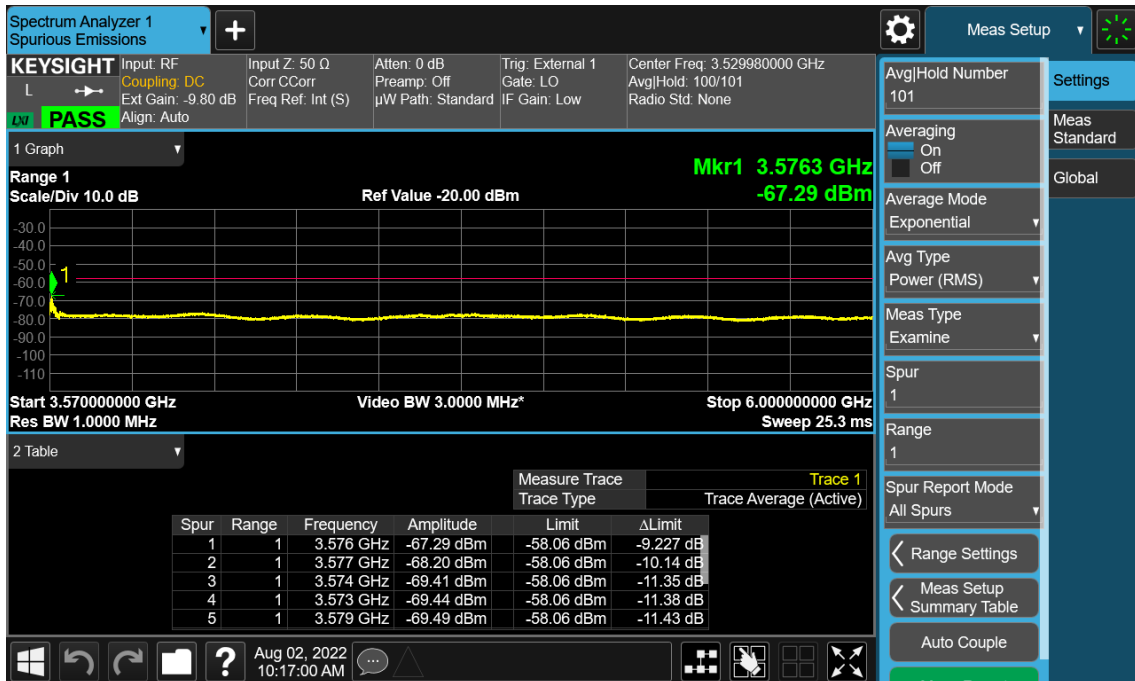 Spectrum Analyzer 1
Spurious Emissions
+
Meas Setup
KEYSIGHT
L
LXI PASS
Input: RF
Coupling: DC
Ext Gain: -9.80 dB
Align: Auto
Input Z: 50 Ω
Corr CCorr
Freq Ref: Int (S)
Atten: 0 dB
Preamp: Off
µW Path: Standard
Trig: External 1
Gate: LO
IF Gain: Low
Center Freq: 3.529980000 GHz
Avg|Hold: 100/101
Radio Std: None
1 Graph
Range 1
Scale/Div 10.0 dB
Ref Value -20.00 dBm
Mkr1 3.5763 GHz
-67.29 dBm
-30.0
-40.0
-50.0
1
-60.0
-70.0
-80.0
-90.0
-100
-110
Start 3.570000000 GHz Video BW 3.0000 MHz* Stop 6.000000000 GHz
Res BW 1.0000 MHz Sweep 25.3 ms
2 Table
Measure Trace Trace 1
Trace Type Trace Average (Active)
Spur Range Frequency Amplitude Limit ΔLimit
1 1 3.576 GHz -67.29 dBm -58.06 dBm -9.227 dB
2 1 3.577 GHz -68.20 dBm -58.06 dBm -10.14 dB
3 1 3.574 GHz -69.41 dBm -58.06 dBm -11.35 dB
4 1 3.573 GHz -69.44 dBm -58.06 dBm -11.38 dB
5 1 3.579 GHz -69.49 dBm -58.06 dBm -11.43 dB
?
Aug 02, 2022
10:17:00 AM
Avg|Hold Number
101
Averaging
On
Off
Average Mode
Exponential
Avg Type
Power (RMS)
Meas Type
Examine
Spur
1
Range
1
Spur Report Mode
All Spurs
Range Settings
Meas Setup
Summary Table
Auto Couple
Settings
Meas
Standard
Global